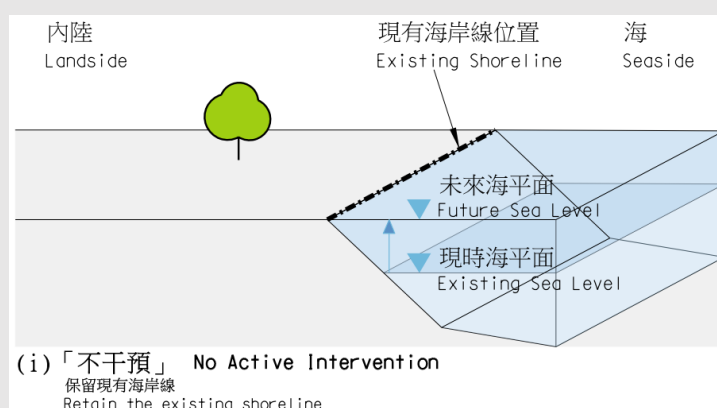 內陸
Landside
現有海岸線位置
Existing Shoreline
海
Seaside
未來海平面
Future Sea Level
現時海平面
Existing Sea Level
(i)「不干預」 No Active Intervention
保留現有海岸線
Retain the existing shoreline